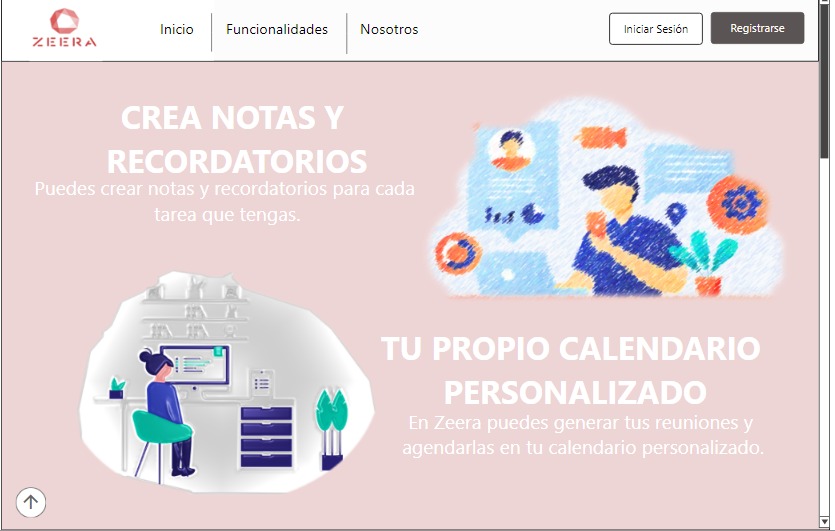 ZEERA
Inicio
Funcionalidades
Nosotros
Iniciar Sesión
Registrarse
CREA NOTAS Y
RECORDATORIOS
Puedes crear notas y recordatorios para cada
tarea que tengas.
TU PROPIO CALENDARIO
PERSONALIZADO
En Zeera puedes generar tus reuniones y
agendarlas en tu calendario personalizado.